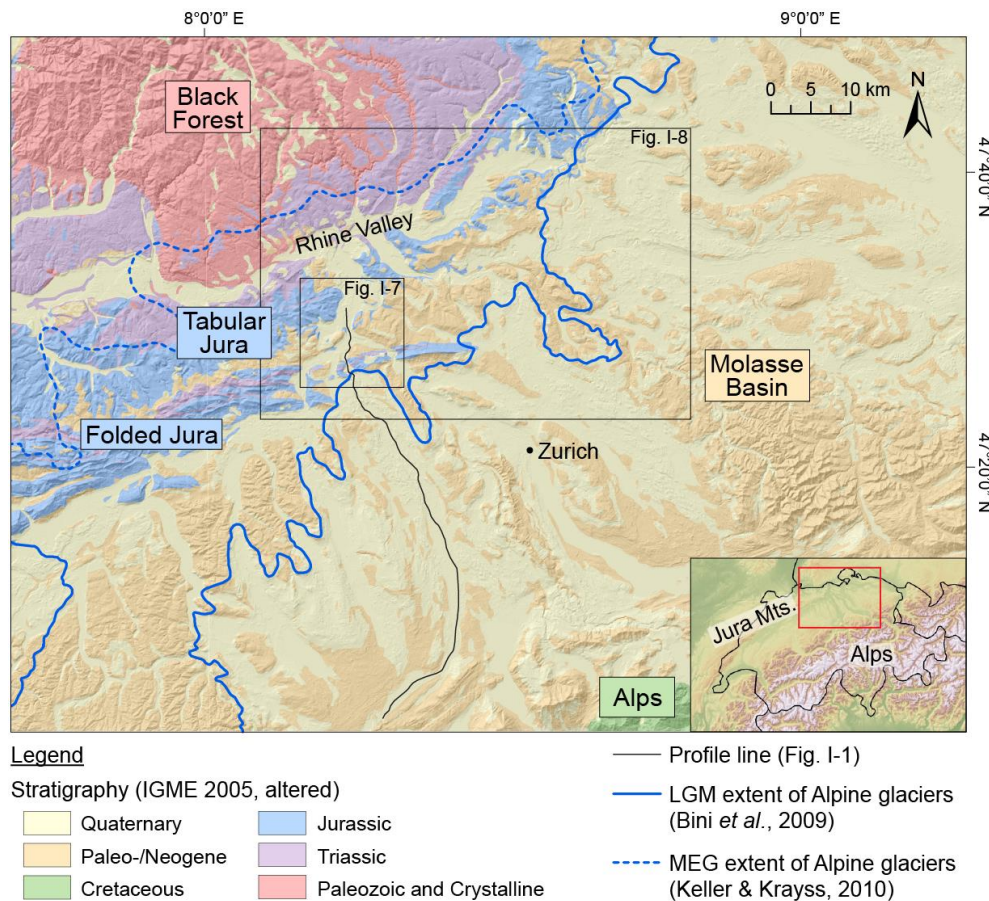 8°0'0" E
9°0'0" E
Black
Forest
0 5 10 km
N
Fig. I-8
47°40'0" N
Rhine Valley
Fig. I-7
Tabular
Jura
Molasse
Basin
Folded Jura
Zurich
47°20'0" N
Jura Mts.
Alps
Alps
Legend
Stratigraphy (IGME 2005, altered)
Quaternary
Paleo-/Neogene
Cretaceous
Jurassic
Triassic
Paleozoic and Crystalline
Profile line (Fig. I-1)
LGM extent of Alpine glaciers
(Bini et al., 2009)
MEG extent of Alpine glaciers
(Keller & Krayss, 2010)